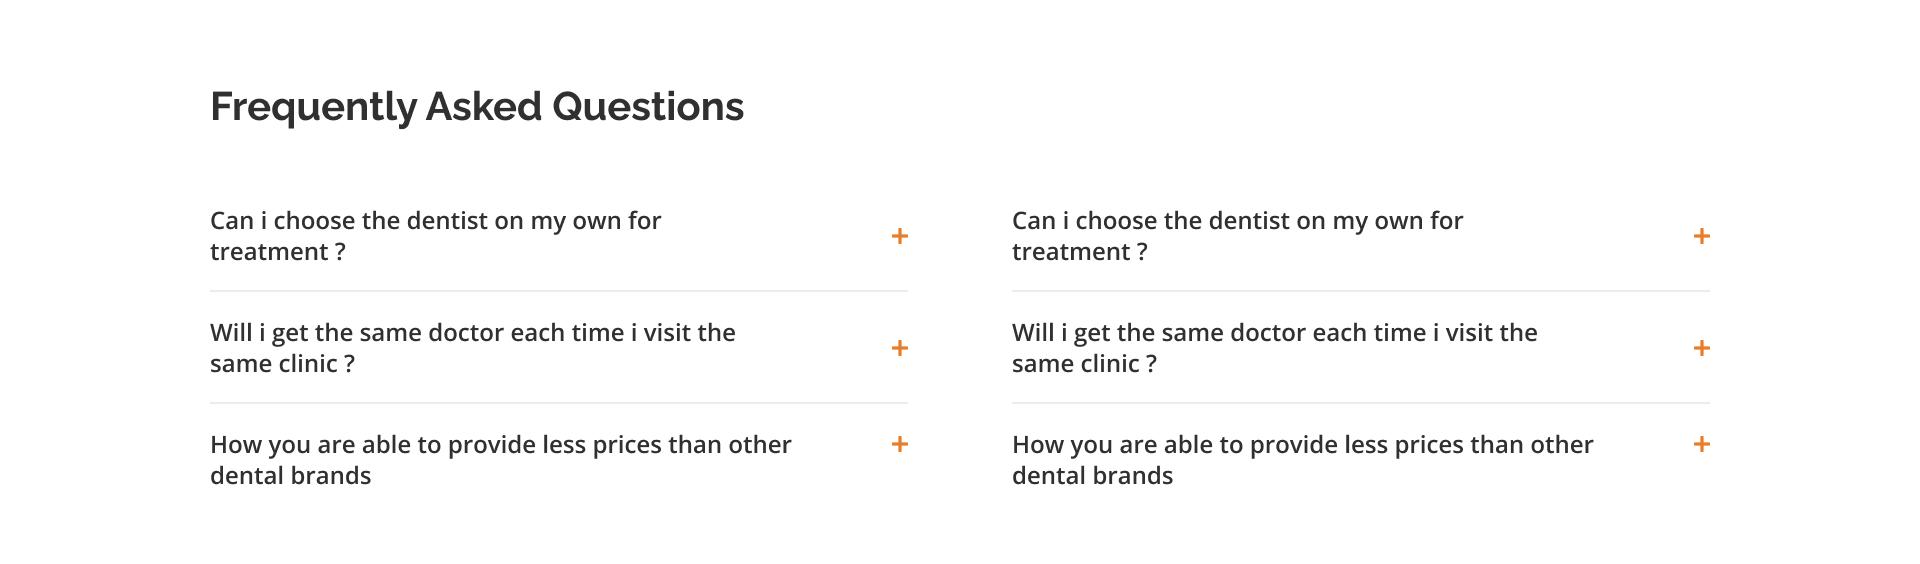 Frequently Asked Questions
Can i choose the dentist on my own for
treatment ?
Will i get the same doctor each time i visit the
same clinic ?
How you are able to provide less prices than other
dental brands
Can i choose the dentist on my own for
treatment ?
Will i get the same doctor each time i visit the
same clinic ?
How you are able to provide less prices than other
dental brands